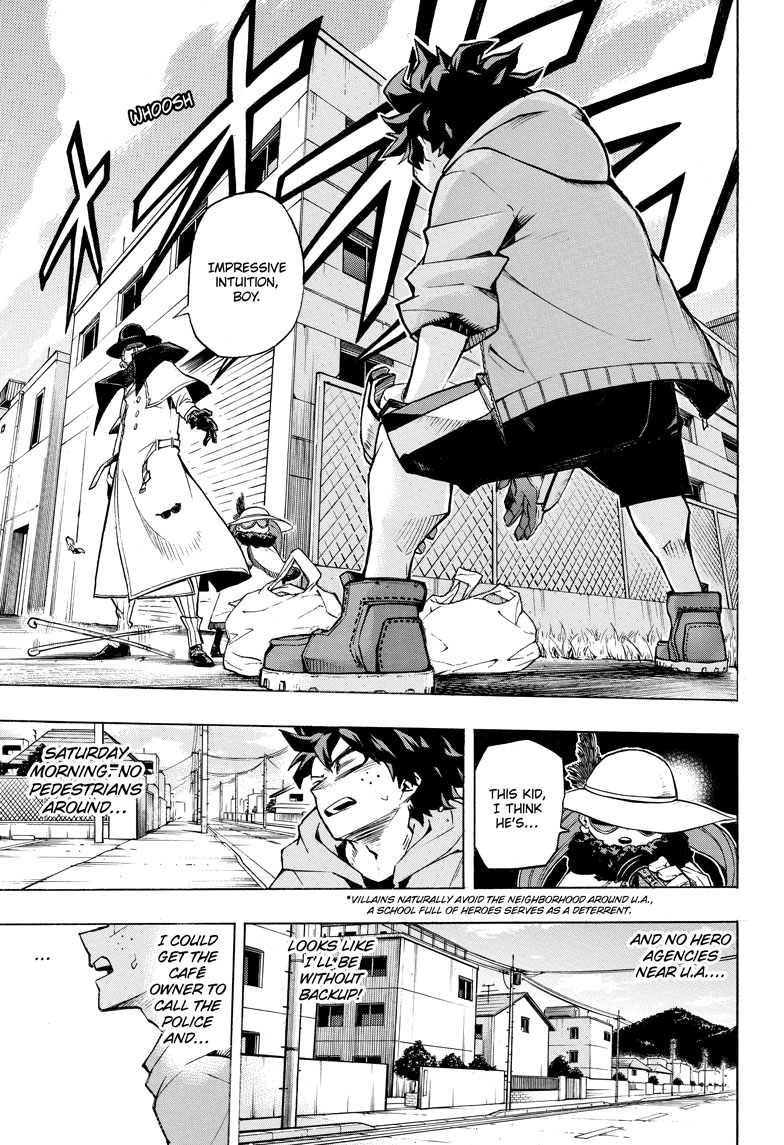 WHOOSH
IMPRESSIVE
INTUITION,
BOY.
THIS KID,
I THINK
HE'S...
SATURDAY
MORNING: NO
PEDESTRIANS
AROUND...
*VILLAINS NATURALLY AVOID THE NEIGHBORHOOD AROUND U.A.,
A SCHOOL FULL OF HEROES SERVES AS A DETERRENT.
AND NO HERO
AGENCIES
NEAR U.A....
LOOKS LIKE
I'LL BE
WITHOUT
BACKUP!
I COULD
GET THE
CAFÉ
OWNER TO
CALL THE
POLICE AND...
...